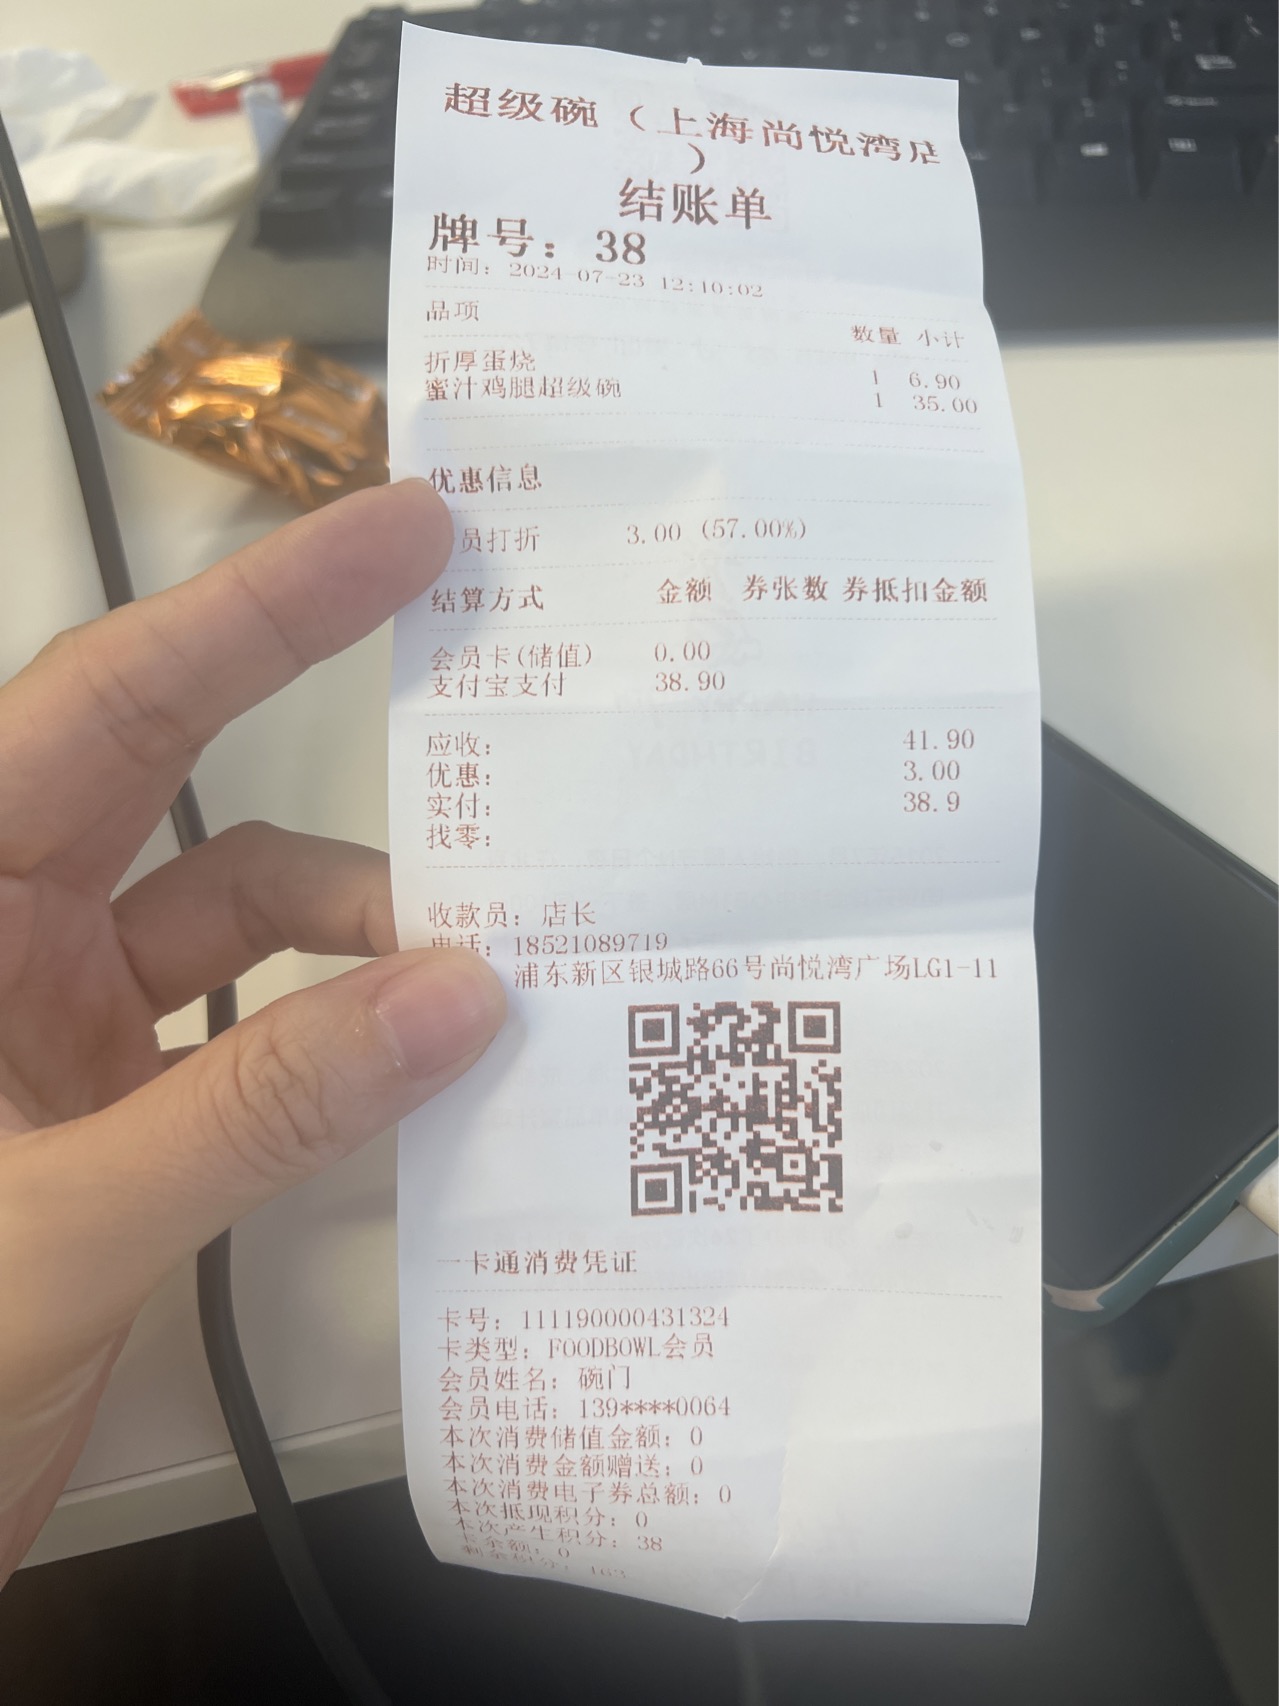 超级碗（上海尚悦湾店
）
结账单
牌号：38
时间：2024-07-23 12:10:02
品项 数量 小计
折厚蛋烧 1 6.90
蜜汁鸡腿超级碗 1 35.00
优惠信息
员打折 3.00 (57.00%)
结算方式 金额 券张数 券抵扣金额
会员卡(储值) 0.00
支付宝支付 38.90
应收： 41.90
优惠： 3.00
实付： 38.9
找零：
收款员：店长
电话：18521089719
浦东新区银城路66号尚悦湾广场LG1-11
一卡通消费凭证
卡号：111190000431324
卡类型：FOODBOWL会员
会员姓名：碗门
会员电话：139****0064
本次消费储值金额：0
本次消费金额赠送：0
本次消费电子券总额：0
本次抵现积分：0
本次产生积分：38
卡余额：0
剩余积分：163